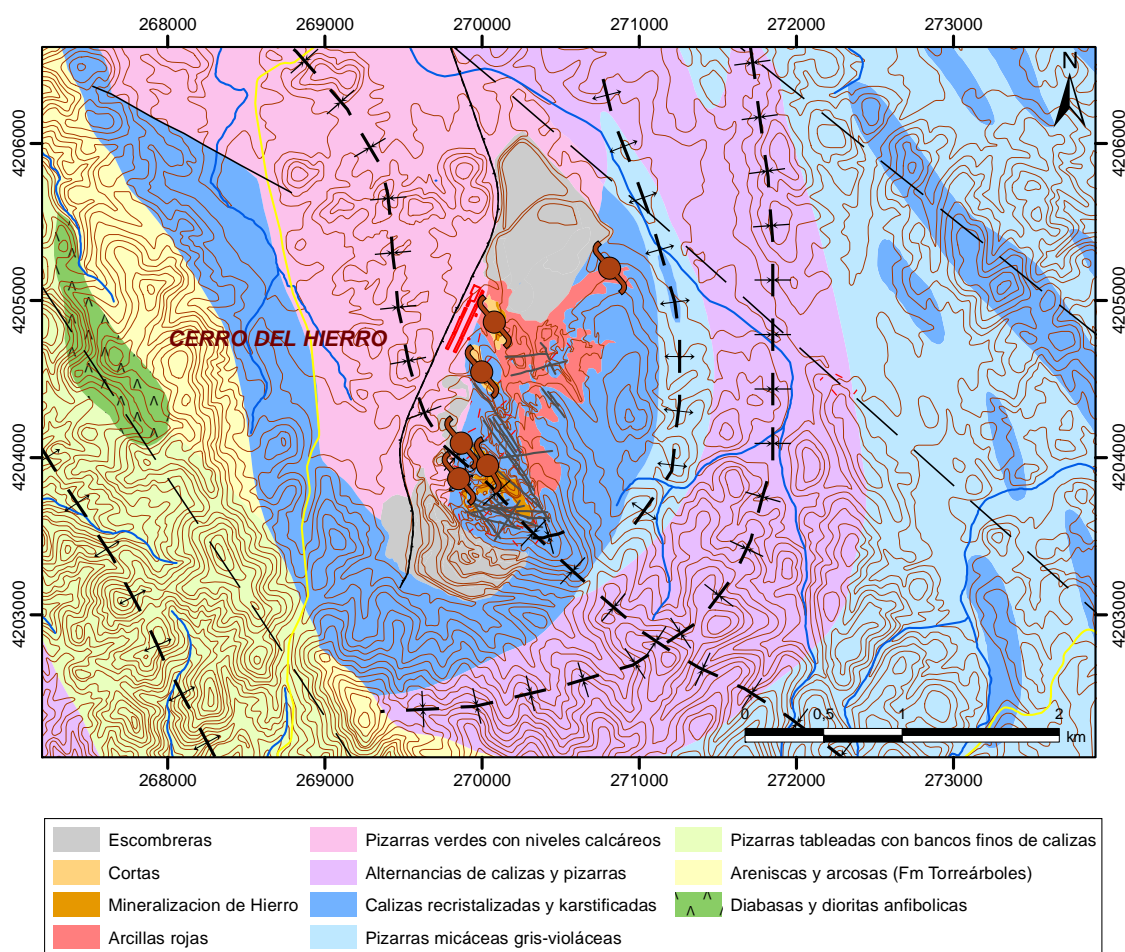 268000 269000 270000 271000 272000 273000
N
4206000 4206000
4205000 4205000
CERRO DEL HIERRO
4204000 4204000
4203000 4203000
0 0,5 1 2
km
268000 269000 270000 271000 272000 273000
Escombreras Pizarras verdes con niveles calcáreos Pizarras tableadas con bancos finos de calizas
Cortas Alternancias de calizas y pizarras Areniscas y arcosas (Fm Torreárboles)
Mineralizacion de Hierro Calizas recristalizadas y karstificadas Diabasas y dioritas anfibolicas
Arcillas rojas Pizarras micáceas gris-violáceas